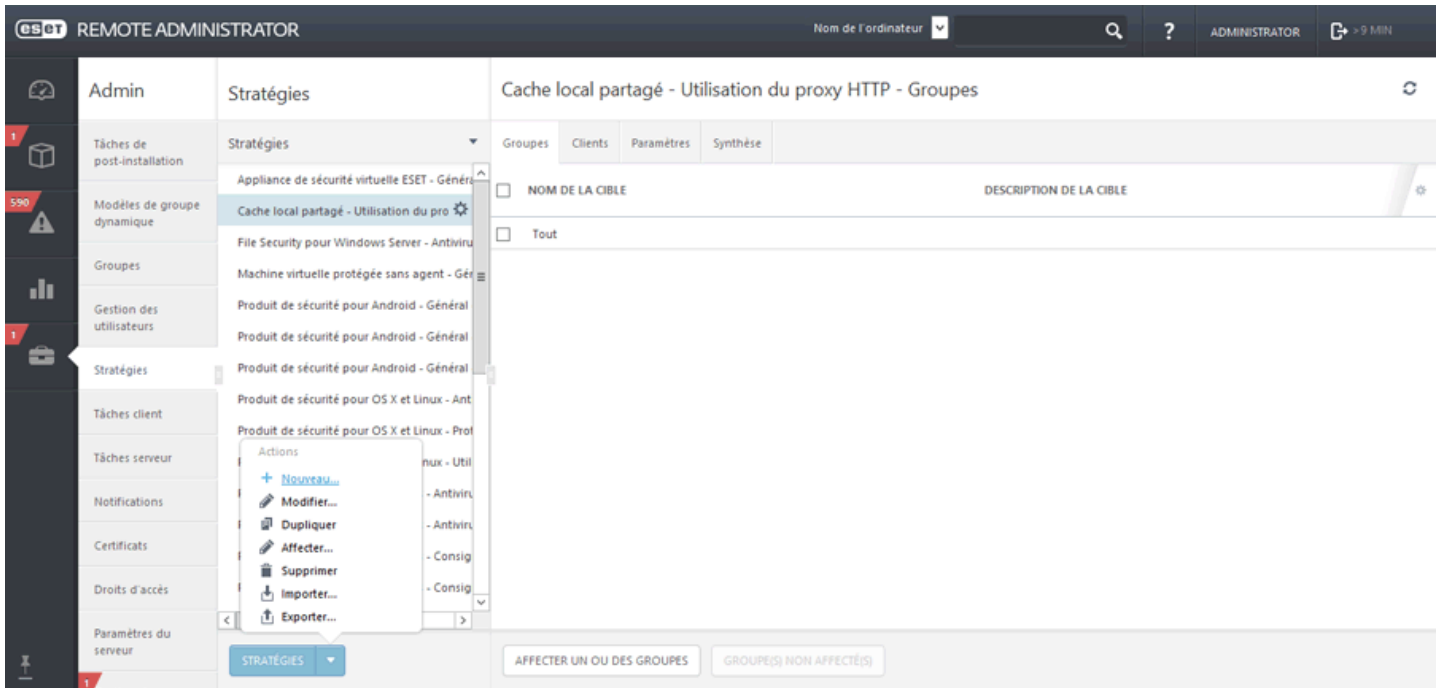 eset REMOTE ADMINISTRATOR
Nom de l'ordinateur
?
ADMINISTRATOR
>9 MIN
1
590
1
Admin
Tâches de
post-installation
Modèles de groupe
dynamique
Groupes
Gestion des
utilisateurs
Stratégies
Tâches client
Tâches serveur
Notifications
Certificats
Droits d'accès
Paramètres du
serveur
1
Stratégies
Stratégies
Appliance de sécurité virtuelle ESET - Généra
Cache local partagé - Utilisation du pro
File Security pour Windows Server - Antiviru
Machine virtuelle protégée sans agent - Gén
Produit de sécurité pour Android - Général
Produit de sécurité pour Android - Général
Produit de sécurité pour Android - Général
Produit de sécurité pour OS X et Linux - Ant
Produit de sécurité pour OS X et Linux - Prot
nux - Util
- Antiviru
- Antiviru
- Consig
- Consig
Actions
Nouveau...
Modifier...
Dupliquer
Affecter...
Supprimer
Importer...
Exporter...
STRATÉGIES
Cache local partagé - Utilisation du proxy HTTP - Groupes
Groupes Clients Paramètres Synthèse
NOM DE LA CIBLE DESCRIPTION DE LA CIBLE
Tout
AFFECTER UN OU DES GROUPES
GROUPE(S) NON AFFECTÉ(S)